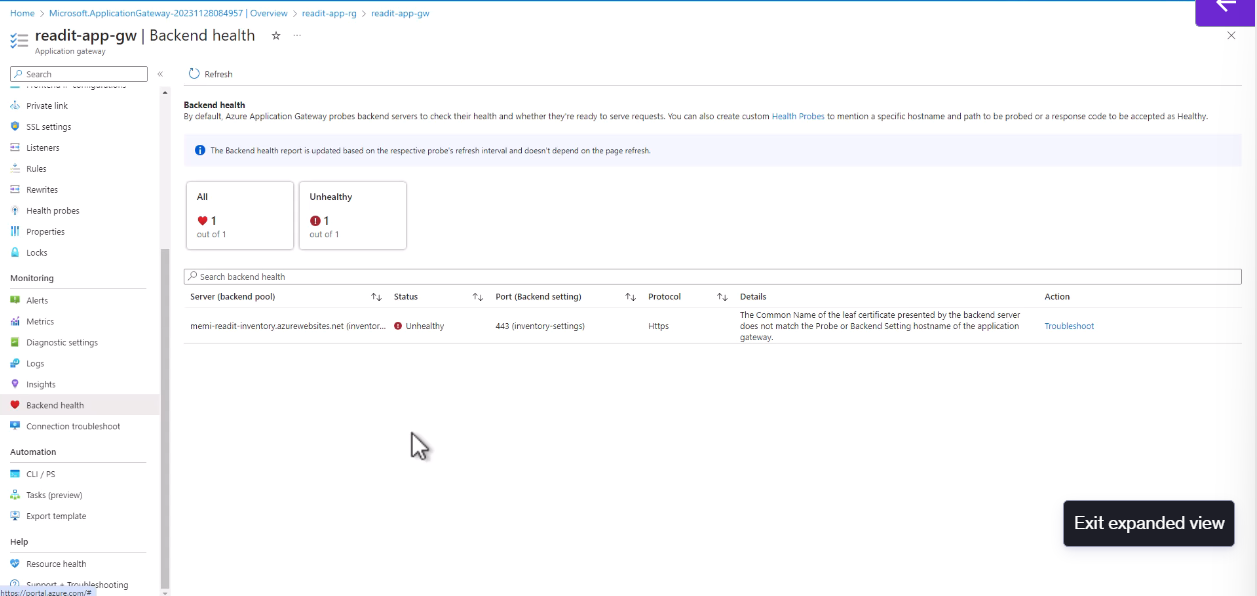 Home > Microsoft.ApplicationGateway-20231128084957 | Overview > readit-app-rg > readit-app-gw
readit-app-gw | Backend health
Application gateway
Search
Refresh
Private link
SSL settings
Listeners
Rules
Rewrites
Health probes
Properties
Locks
Monitoring
Alerts
Metrics
Diagnostic settings
Logs
Insights
Backend health
Connection troubleshoot
Automation
CLI / PS
Tasks (preview)
Export template
Help
Resource health
Support + Troubleshooting
https://portal.azure.com/#
Backend health
By default, Azure Application Gateway probes backend servers to check their health and whether they're ready to serve requests. You can also create custom Health Probes to mention a specific hostname and path to be probed or a response code to be accepted as Healthy.
The Backend health report is updated based on the respective probe's refresh interval and doesn't depend on the page refresh.
All
1
out of 1
Unhealthy
1
out of 1
Search backend health
Server (backend pool) Status Port (Backend setting) Protocol Details Action
memi-readit-inventory.azurewebsites.net (inventor... Unhealthy 443 (inventory-settings) Https
The Common Name of the leaf certificate presented by the backend server
does not match the Probe or Backend Setting hostname of the application
gateway.
Troubleshoot
Exit expanded view